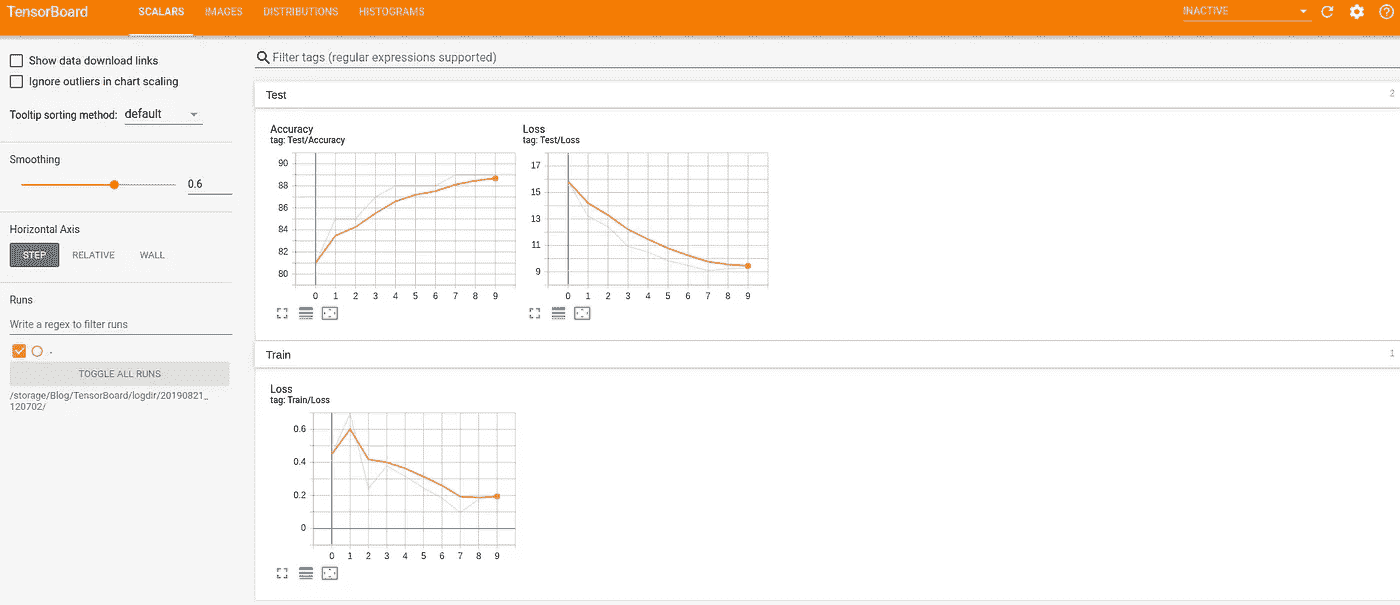 TensorBoard SCALARS IMAGES DISTRIBUTIONS HISTOGRAMS INACTIVE
Show data download links
Ignore outliers in chart scaling
Tooltip sorting method: default
Smoothing
0.6
Horizontal Axis
STEP RELATIVE WALL
Runs
Write a regex to filter runs
.
TOGGLE ALL RUNS
/storage/Blog/TensorBoard/logdir/20190821_
120702/
Filter tags (regular expressions supported)
Test 2
Accuracy
tag: Test/Accuracy
90
88
86
84
82
80
0 1 2 3 4 5 6 7 8 9
Loss
tag: Test/Loss
17
15
13
11
9
0 1 2 3 4 5 6 7 8 9
Train 1
Loss
tag: Train/Loss
0.6
0.4
0.2
0
0 1 2 3 4 5 6 7 8 9